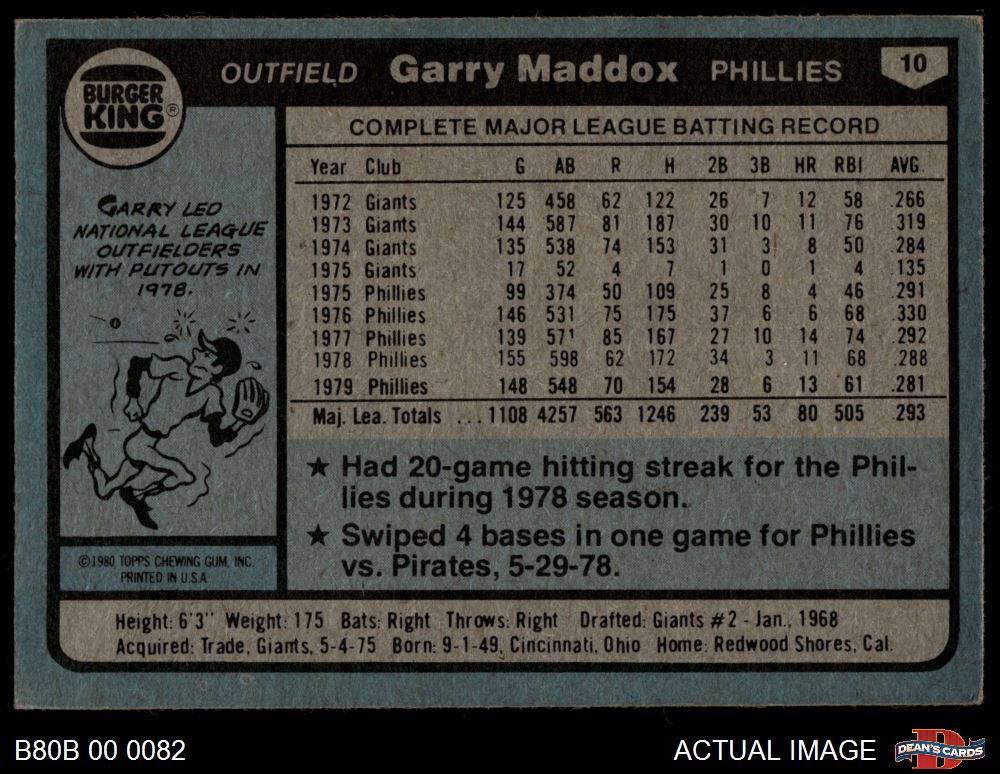 BURGER
KING®
OUTFIELD Garry Maddox PHILLIES 10
COMPLETE MAJOR LEAGUE BATTING RECORD
Year Club G AB R H 2B 3B HR RBI AVG.
1972 Giants 125 458 62 122 26 7 12 58 .266
1973 Giants 144 587 81 187 30 10 11 76 .319
1974 Giants 135 538 74 153 31 3 8 50 .284
1975 Giants 17 52 4 7 1 0 1 4 .135
1975 Phillies 99 374 50 109 25 8 4 46 .291
1976 Phillies 146 531 75 175 37 6 6 68 .330
1977 Phillies 139 571 85 167 27 10 14 74 .292
1978 Phillies 155 598 62 172 34 3 11 68 .288
1979 Phillies 148 548 70 154 28 6 13 61 .281
Maj. Lea. Totals ... 1108 4257 563 1246 239 53 80 505 .293
GARRY LED
NATIONAL LEAGUE
OUTFIELDERS
WITH PUTOUTS IN
1978.
★ Had 20-game hitting streak for the Phil-
lies during 1978 season.
★ Swiped 4 bases in one game for Phillies
vs. Pirates, 5-29-78.
©1980 TOPPS CHEWING GUM, INC.
PRINTED IN U.S.A.
Height: 6'3" Weight: 175 Bats: Right Throws: Right Drafted: Giants #2 - Jan., 1968
Acquired: Trade, Giants, 5-4-75 Born: 9-1-49, Cincinnati, Ohio Home: Redwood Shores, Cal.
B80B 00 0082
ACTUAL IMAGE
D
DEAN'S CARDS